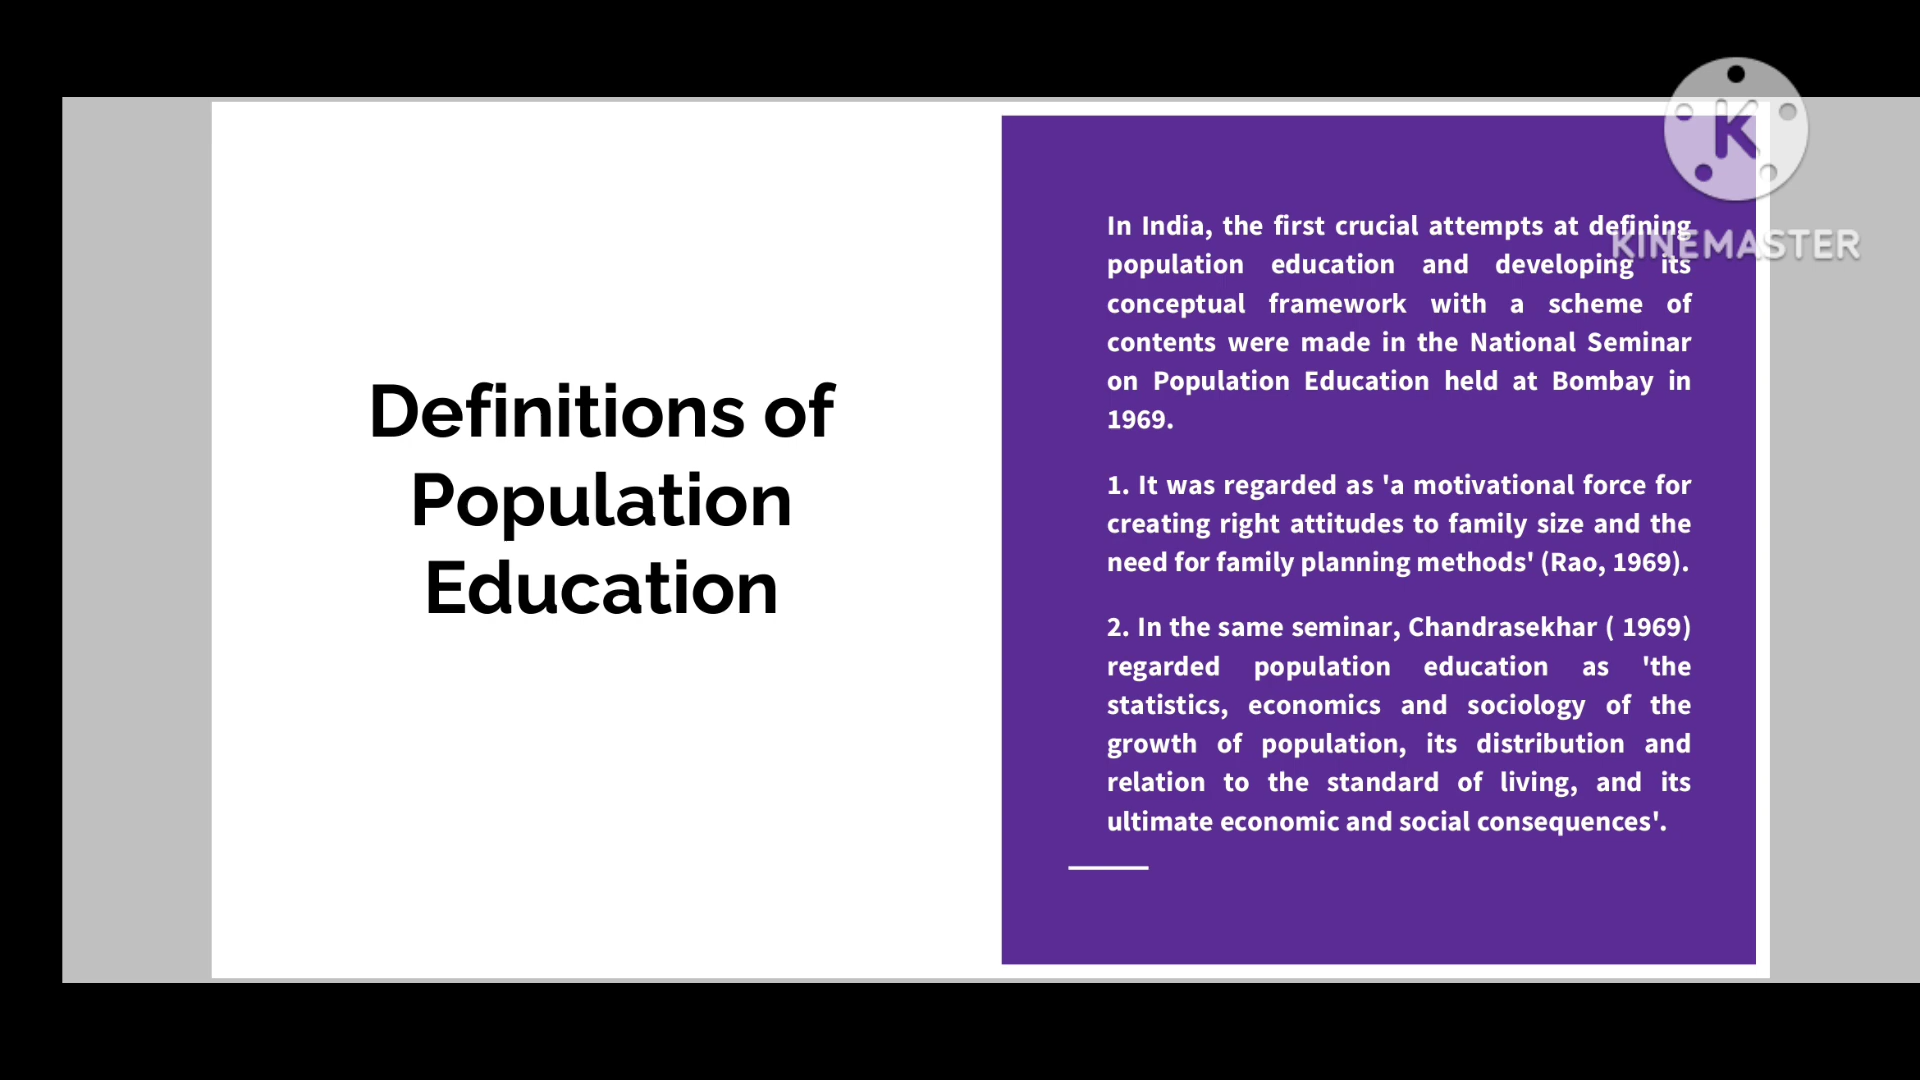 Definitions of
Population
Education
In India, the first crucial attempts at defining
population education and developing its
conceptual framework with a scheme of
contents were made in the National Seminar
on Population Education held at Bombay in
1969.
1. It was regarded as 'a motivational force for
creating right attitudes to family size and the
need for family planning methods' (Rao, 1969).
2. In the same seminar, Chandrasekhar ( 1969)
regarded population education as 'the
statistics, economics and sociology of the
growth of population, its distribution and
relation to the standard of living, and its
ultimate economic and social consequences'.
K
KINEMASTER